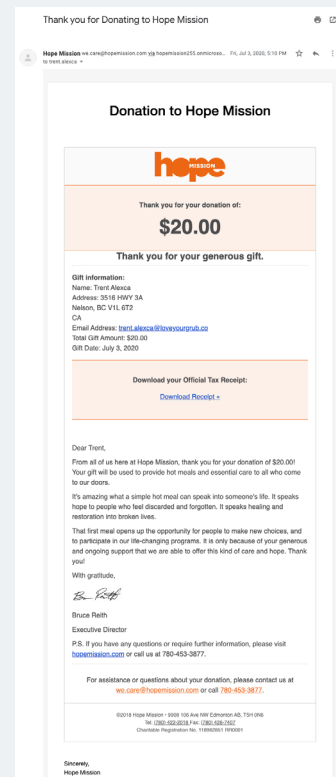 Thank you for Donating to Hope Mission
Hope Mission we.care@hopemission.com via hopemission255.onmicroso... Fri, Jul 3, 2020, 5:10 PM
to trent.alexca
Donation to Hope Mission
hope MISSION
Thank you for your donation of:
$20.00
Thank you for your generous gift.
Gift information:
Name: Trent Alexca
Address: 3516 HWY 3A
Nelson, BC V1L 6T2
CA
Email Address: trent.alexca@loveyourgrub.co
Total Gift Amount: $20.00
Gift Date: July 3, 2020
Download your Official Tax Receipt:
Download Receipt »
Dear Trent,
From all of us here at Hope Mission, thank you for your donation of $20.00!
Your gift will be used to provide hot meals and essential care to all who come
to our doors.
It's amazing what a simple hot meal can speak into someone's life. It speaks
hope to people who feel discarded and forgotten. It speaks healing and
restoration into broken lives.
That first meal opens up the opportunity for people to make new choices, and
to participate in our life-changing programs. It is only because of your generous
and ongoing support that we are able to offer this kind of care and hope. Thank
you!
With gratitude,
Bruce Reith
Bruce Reith
Executive Director
P.S. If you have any questions or require further information, please visit
hopemission.com or call us at 780-453-3877.
For assistance or questions about your donation, please contact us at
we.care@hopemission.com or call 780-453-3877.
©2018 Hope Mission - 9908 106 Ave NW Edmonton AB, T5H 0N6
Tel: (780) 422-2018 Fax: (780) 426-7407
Charitable Registration No. 118962651 RR0001
Sincerely,
Hope Mission